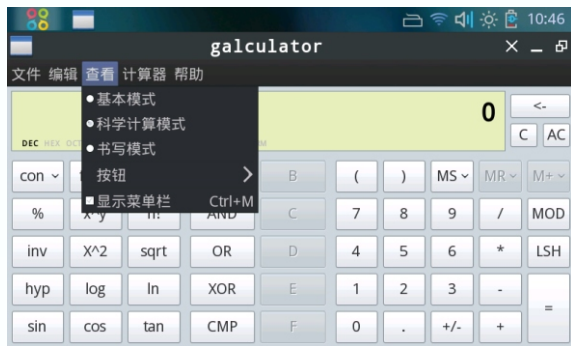 10:46
galculator
文件 编辑 查看 计算器 帮助
基本模式
科学计算模式
书写模式
按钮
显示菜单栏 Ctrl+M
0
<-
DEC HEX
C AC
con B ( ) MS MR M+
% x^y n! AND C 7 8 9 / MOD
inv X^2 sqrt OR D 4 5 6 * LSH
hyp log ln XOR E 1 2 3 - =
sin cos tan CMP F 0 . +/- +